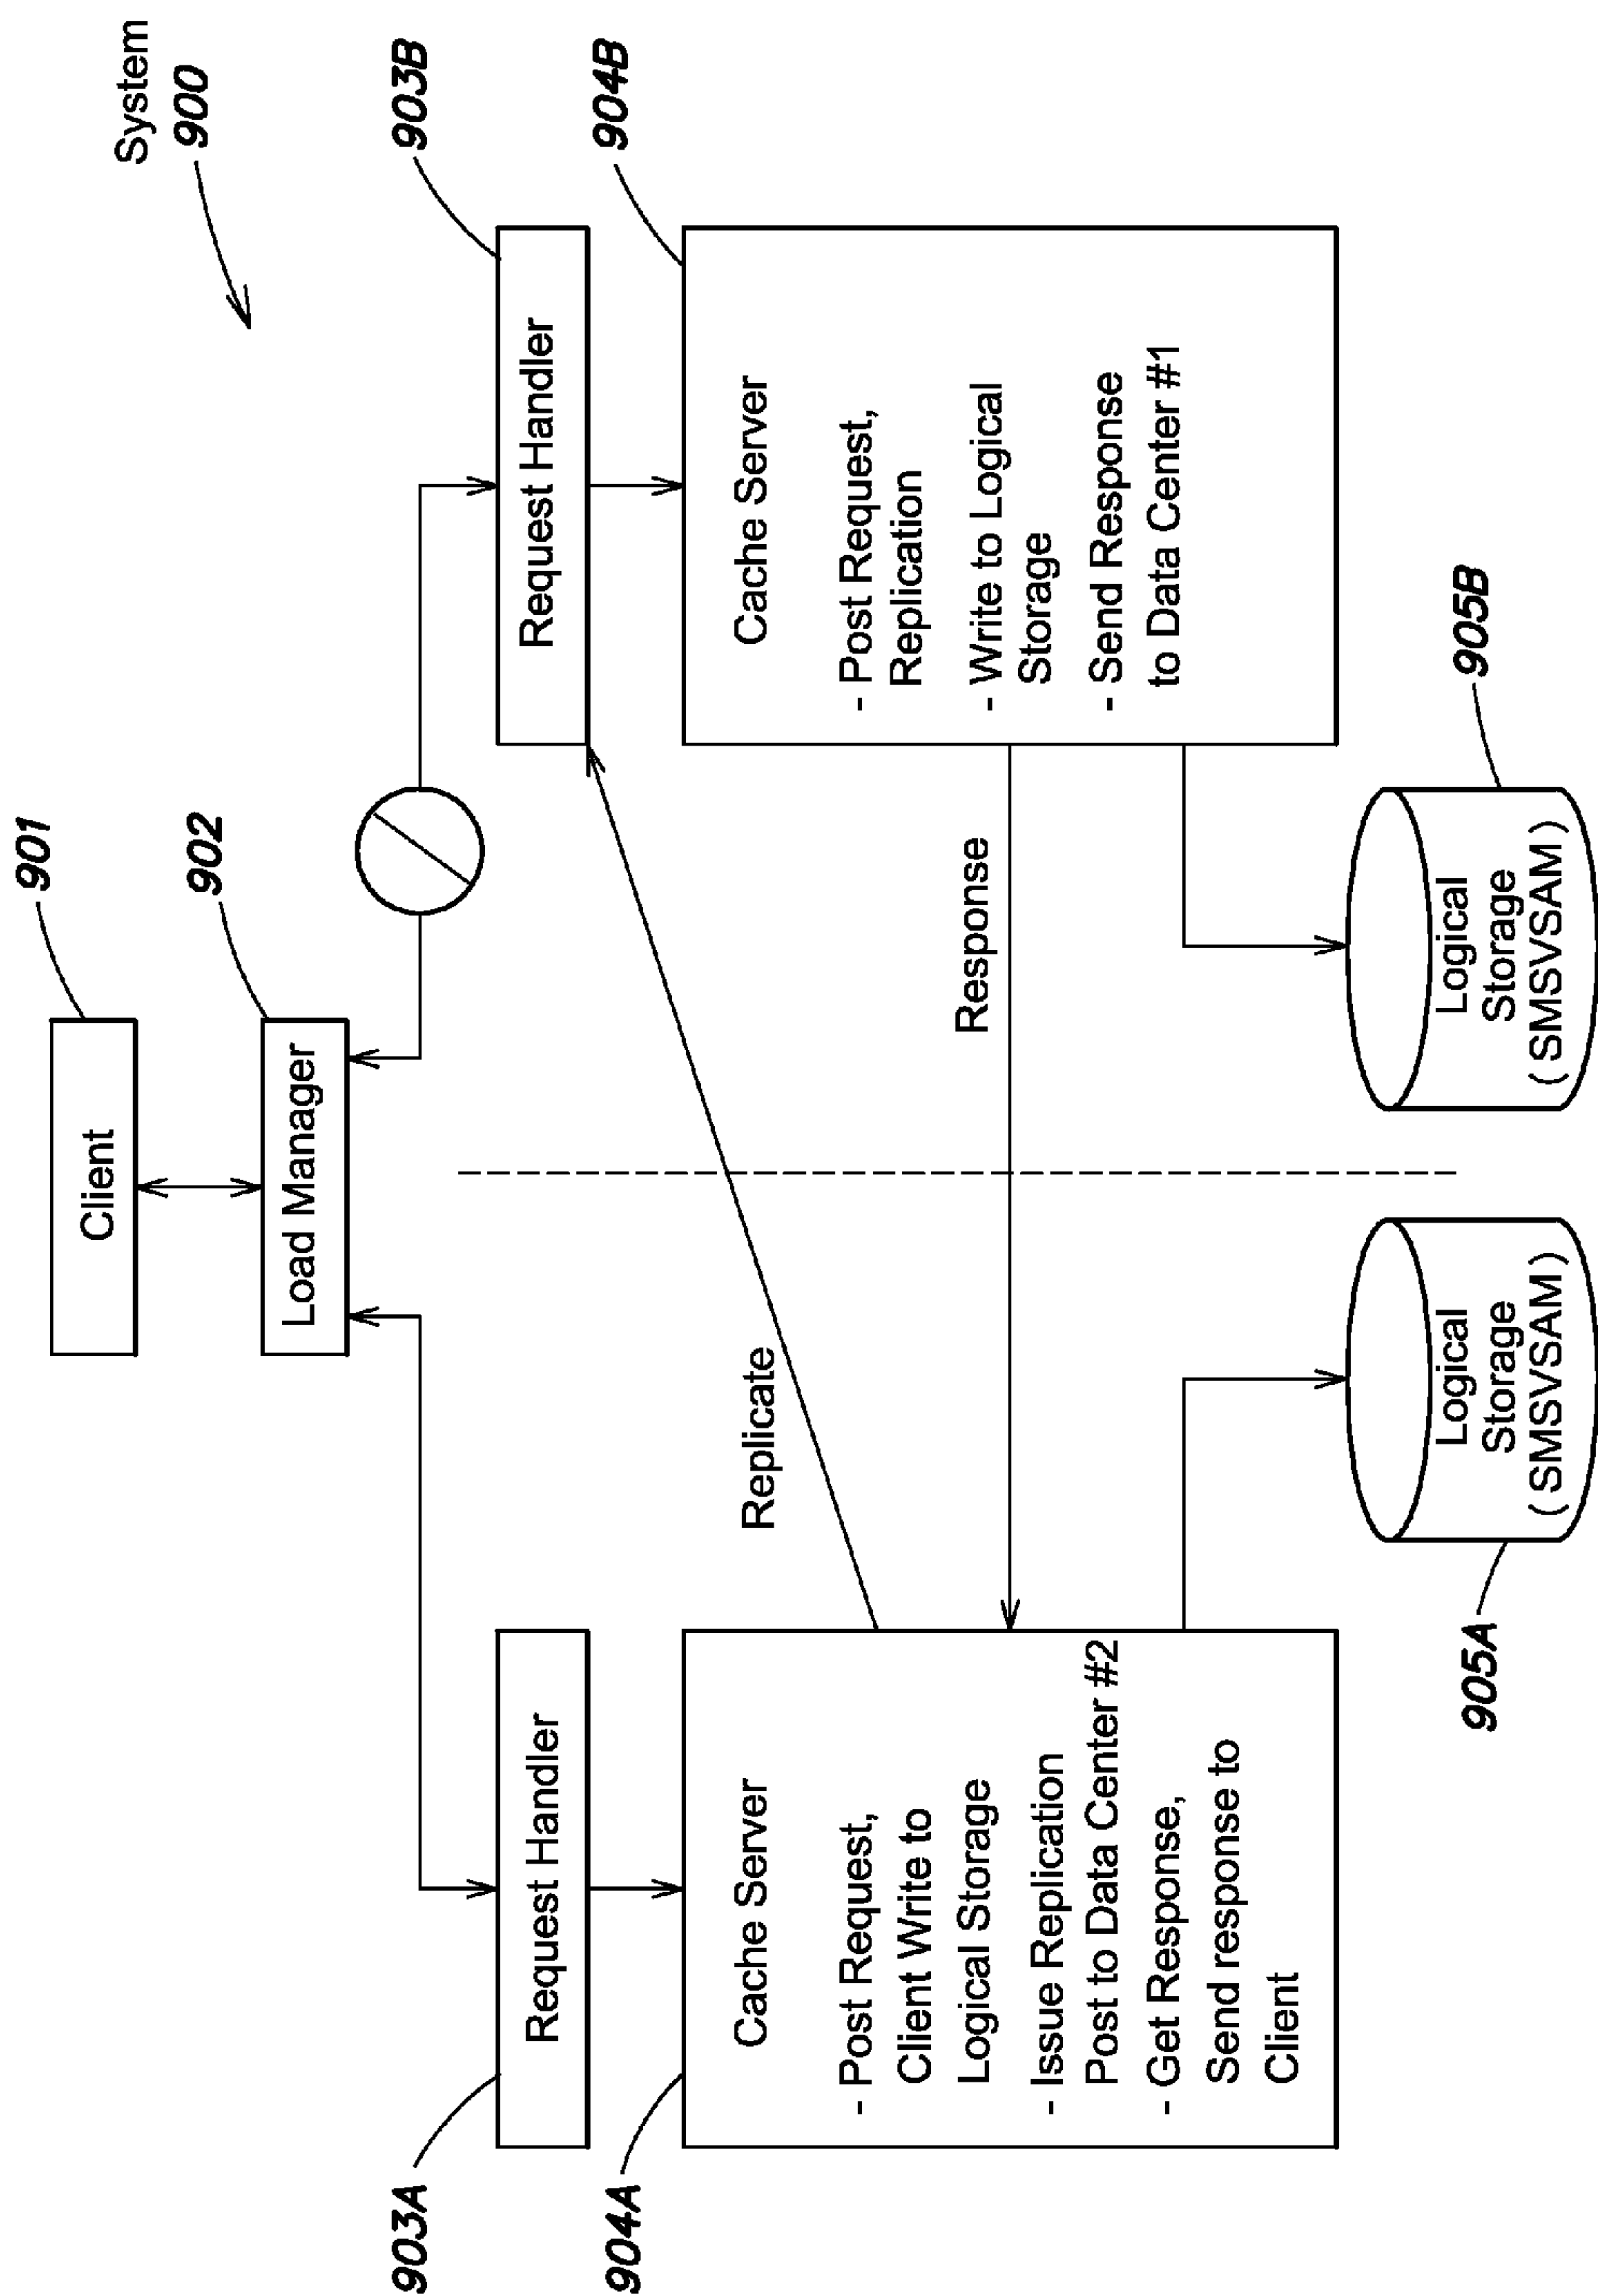 System
900
901
Client
902
Load Manager
903A
Request Handler
903B
Request Handler
904A
Cache Server
- Post Request,
Client Write to
Logical Storage
- Issue Replication
Post to Data Center #2
- Get Response,
Send response to
Client
Replicate
Response
904B
Cache Server
- Post Request,
Replication
- Write to Logical
Storage
- Send Response
to Data Center #1
905A
Logical
Storage
( SMSVSAM )
905B
Logical
Storage
( SMSVSAM )